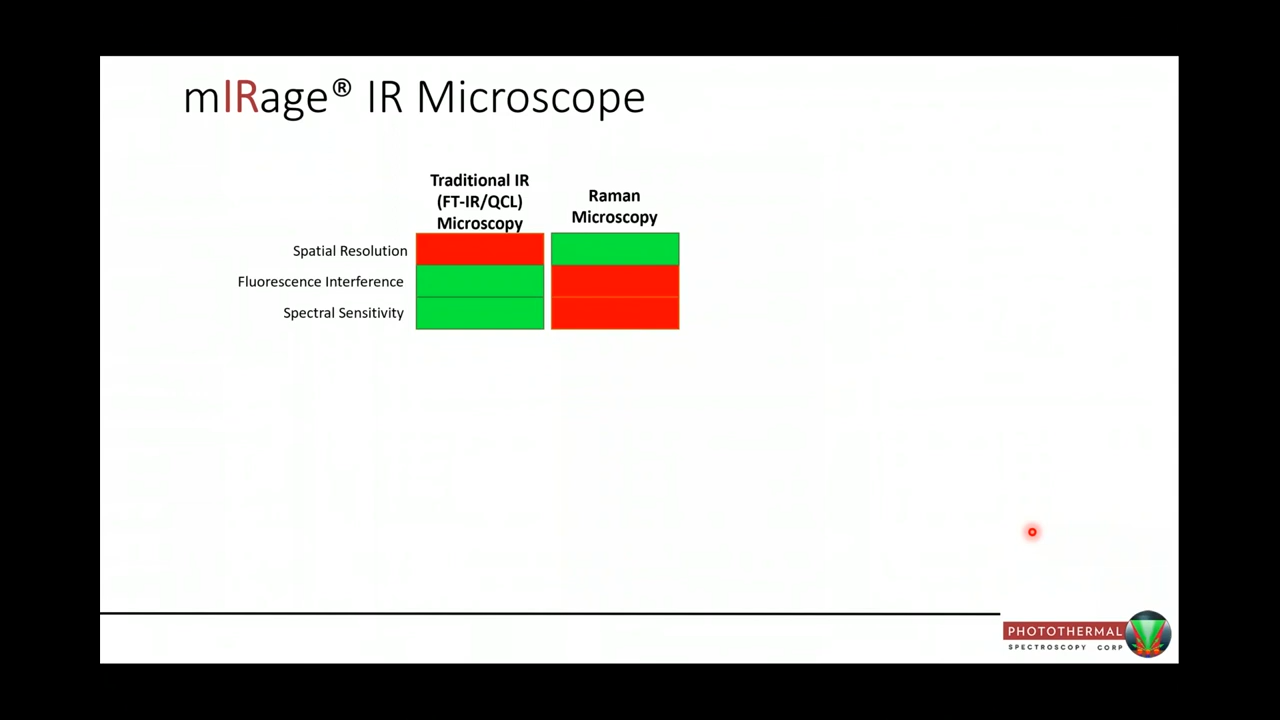 mIRage® IR Microscope
Traditional IR
(FT-IR/QCL)
Microscopy
Raman
Microscopy
Spatial Resolution
Fluorescence Interference
Spectral Sensitivity
PHOTOTHERMAL
SPECTROSCOPY CORP